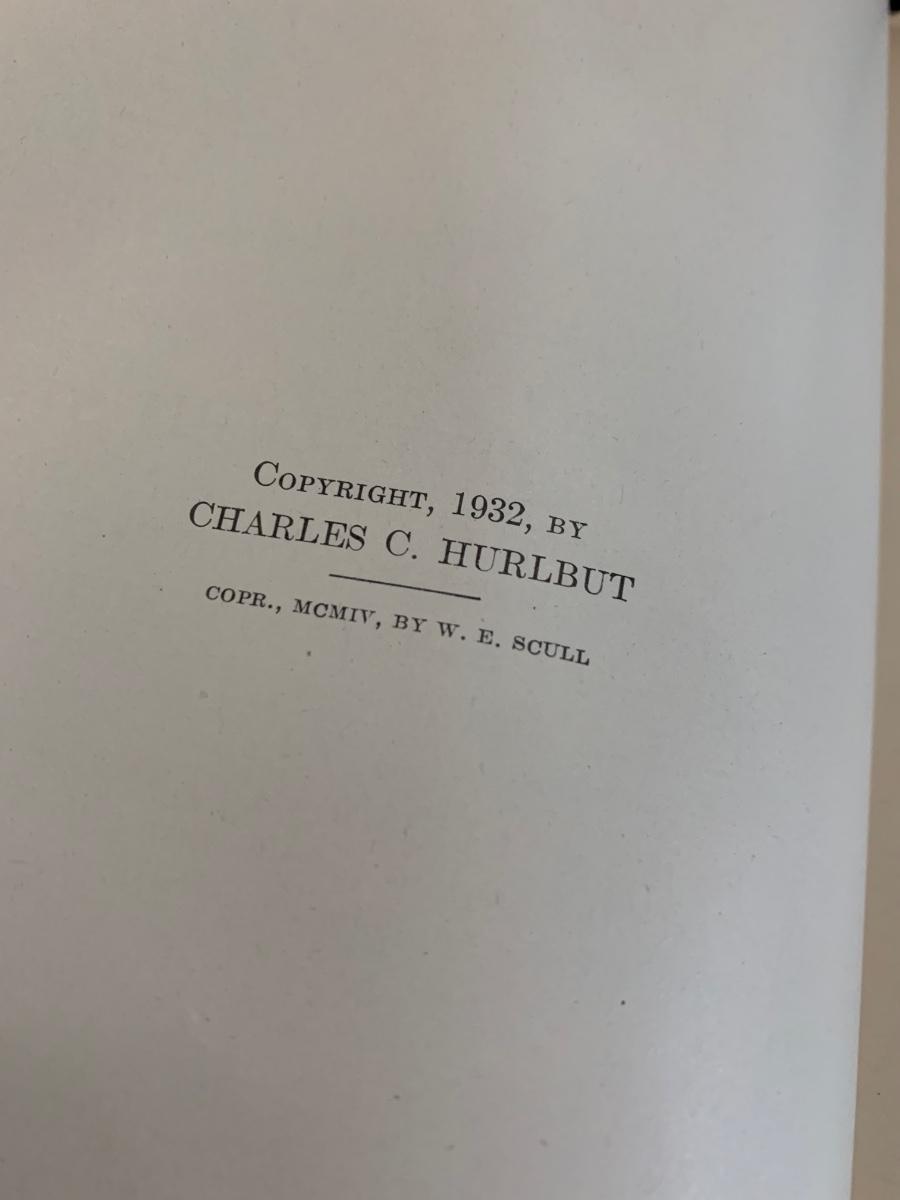 COPYRIGHT, 1932, BY
CHARLES C. HURLBUT
COPR., MCMIV, BY W. E. SCULL